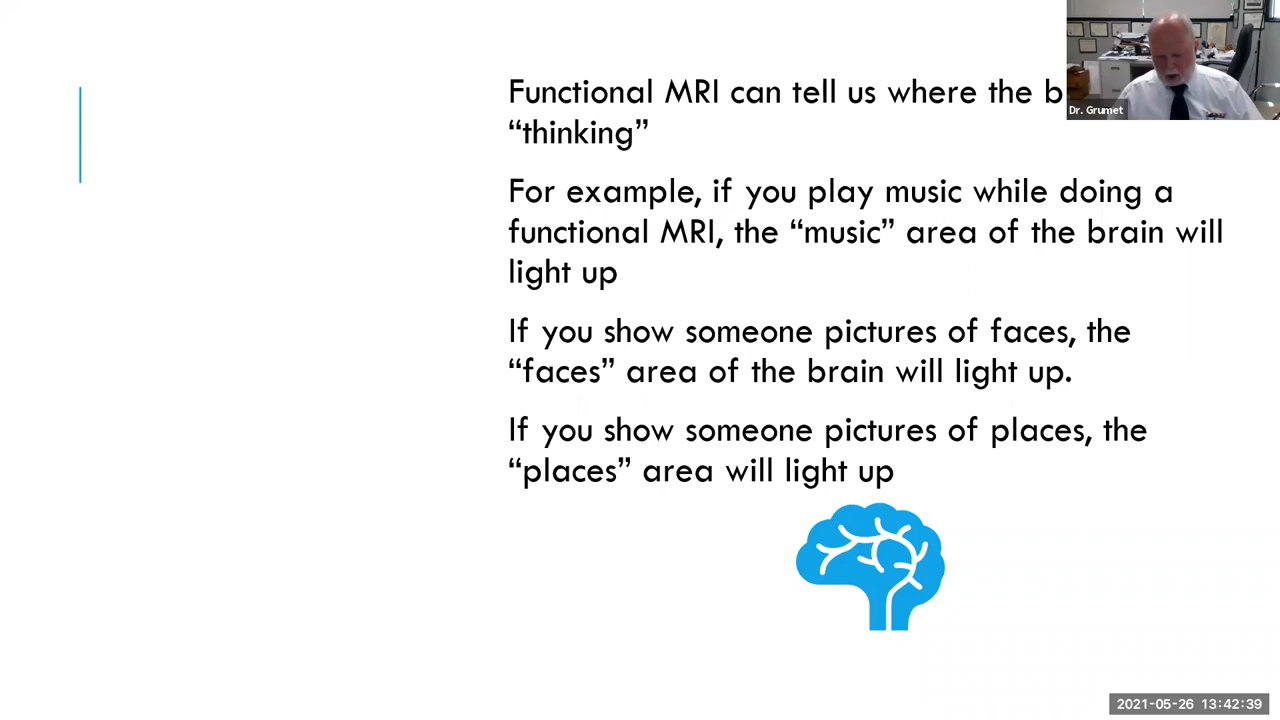 Functional MRI can tell us where the b
“thinking”
For example, if you play music while doing a
functional MRI, the “music” area of the brain will
light up
If you show someone pictures of faces, the
“faces” area of the brain will light up.
If you show someone pictures of places, the
“places” area will light up
Dr. Grumet
2021-05-26 13:42:39